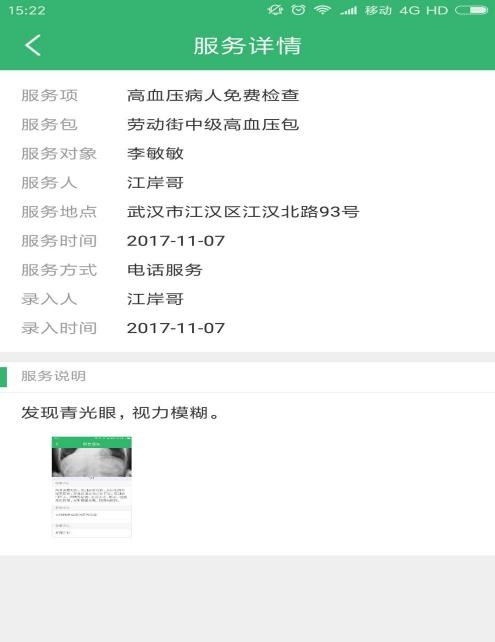 15:22 移动 4G HD
服务详情
服务项 高血压病人免费检查
服务包 劳动街中级高血压包
服务对象 李敏敏
服务人 江岸哥
服务地点 武汉市江汉区江汉北路93号
服务时间 2017-11-07
服务方式 电话服务
录入人 江岸哥
录入时间 2017-11-07
服务说明
发现青光眼，视力模糊。